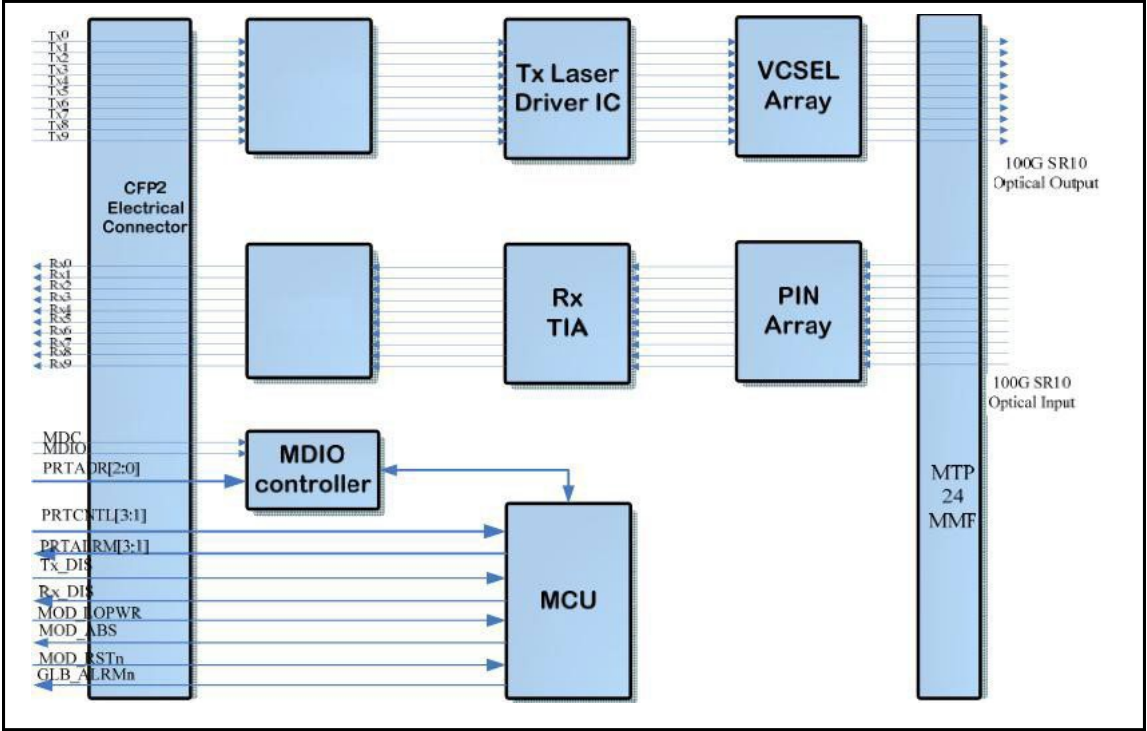 Tx0
Tx1
Tx2
Tx3
Tx4
Tx5
Tx6
Tx7
Tx8
Tx9
CFP2
Electrical
Connector
Tx Laser
Driver IC
VCSEL
Array
100G SR10
Optical Output
Rx0
Rx1
Rx2
Rx3
Rx4
Rx5
Rx6
Rx7
Rx8
Rx9
Rx
TIA
PIN
Array
100G SR10
Optical Input
MDC
MDIO
PRTADR[2:0]
MDIO
controller
PRTCNTL[3:1]
PRTALRM[3:1]
Tx_DIS
Rx_DIS
MOD_LOPWR
MOD_ABS
MOD_RSTn
GLB_ALRMn
MCU
MTP
24
MMF